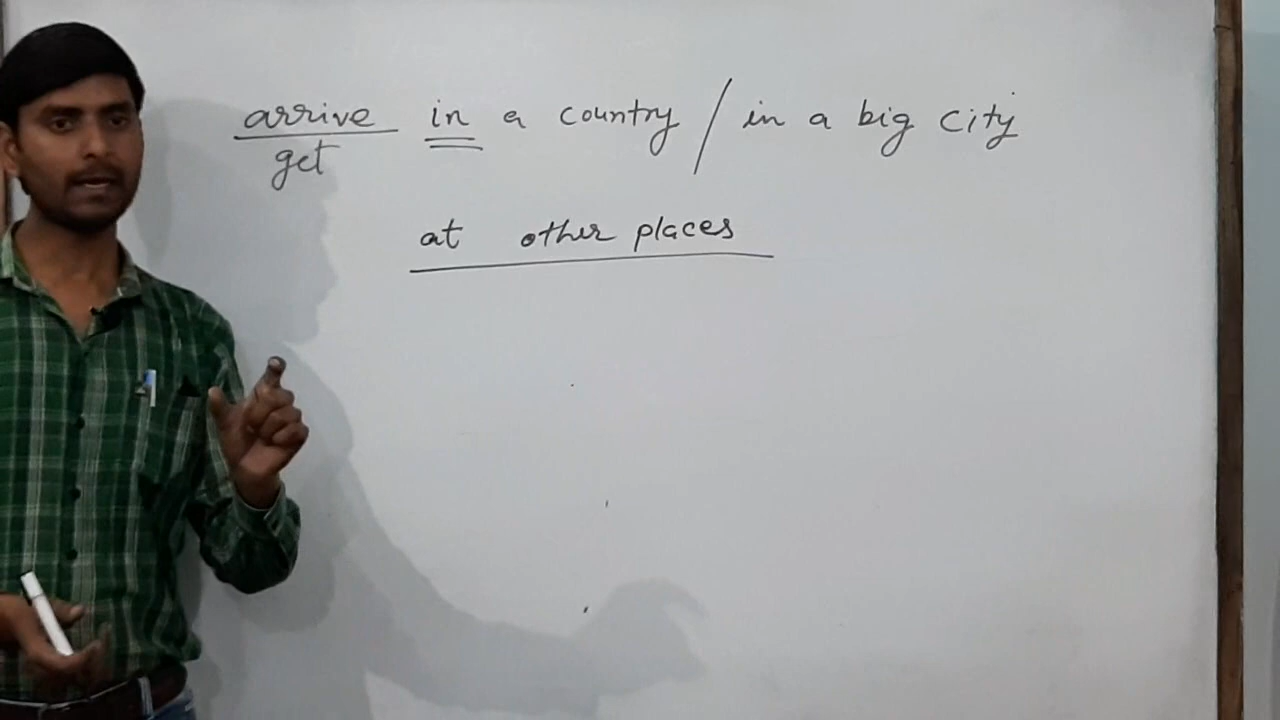 arrive in a country / in a big city
get
at other places